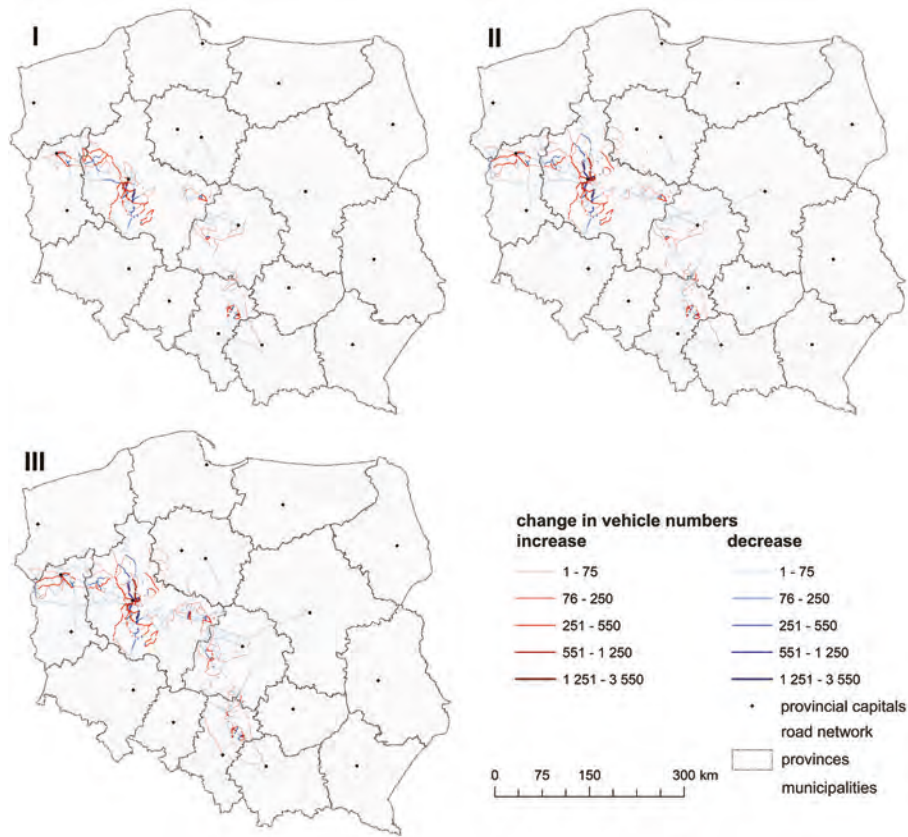 I
II
III
change in vehicle numbers
increase
decrease
1 - 75
1 - 75
76 - 250
76 - 250
251 - 550
251 - 550
551 - 1 250
551 - 1 250
1 251 - 3 550
1 251 - 3 550
provincial capitals
road network
provinces
municipalities
0 75 150 300 km